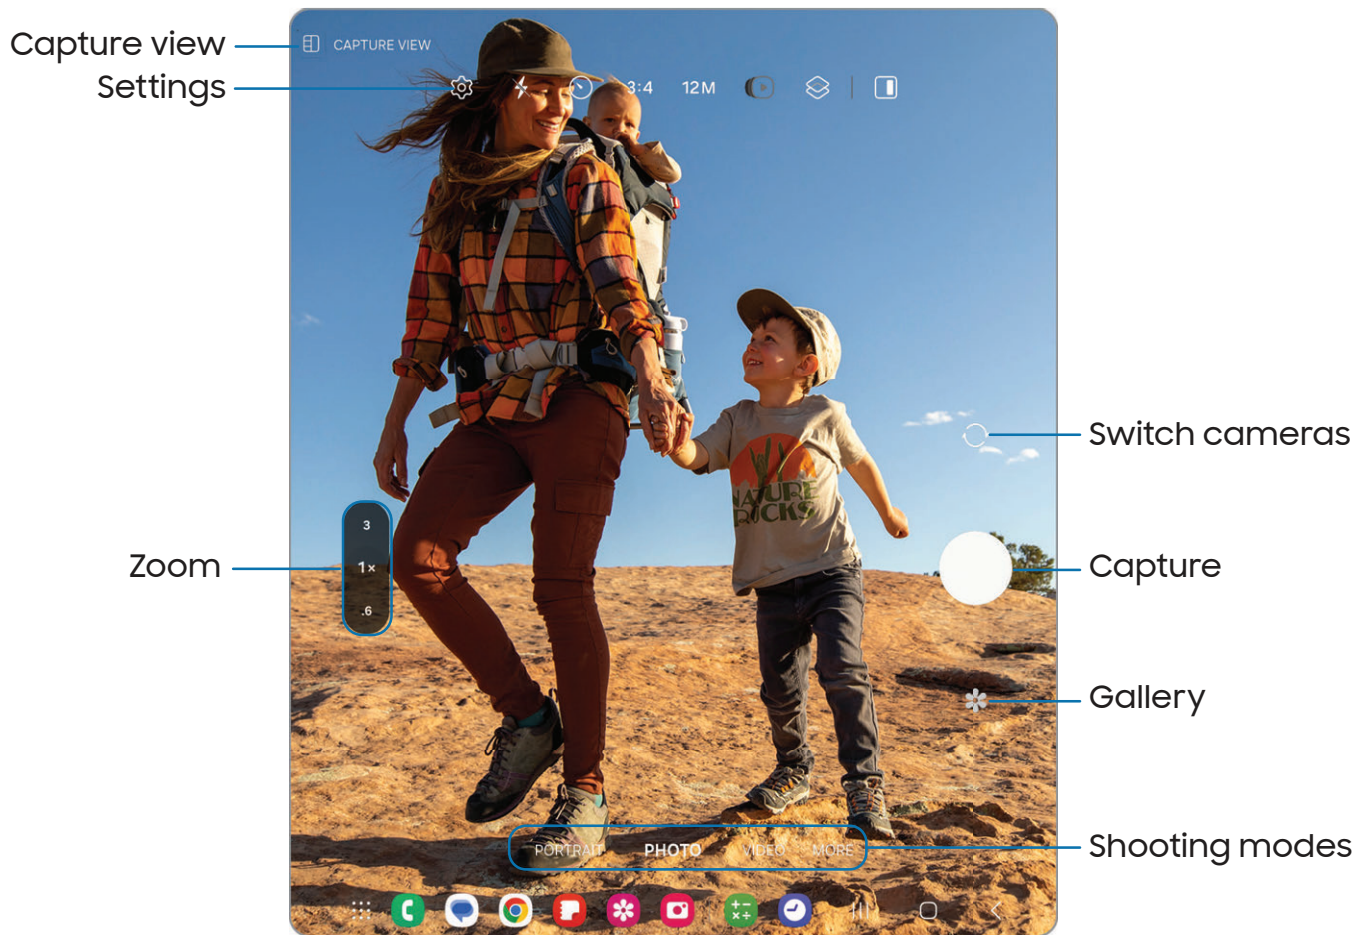 Capture view
CAPTURE VIEW
Settings
3:4 12M
Switch cameras
NATURE
ROCKS
3
Zoom
1×
.6
Capture
Gallery
Shooting modes
PORTRAIT PHOTO VIDEO MORE